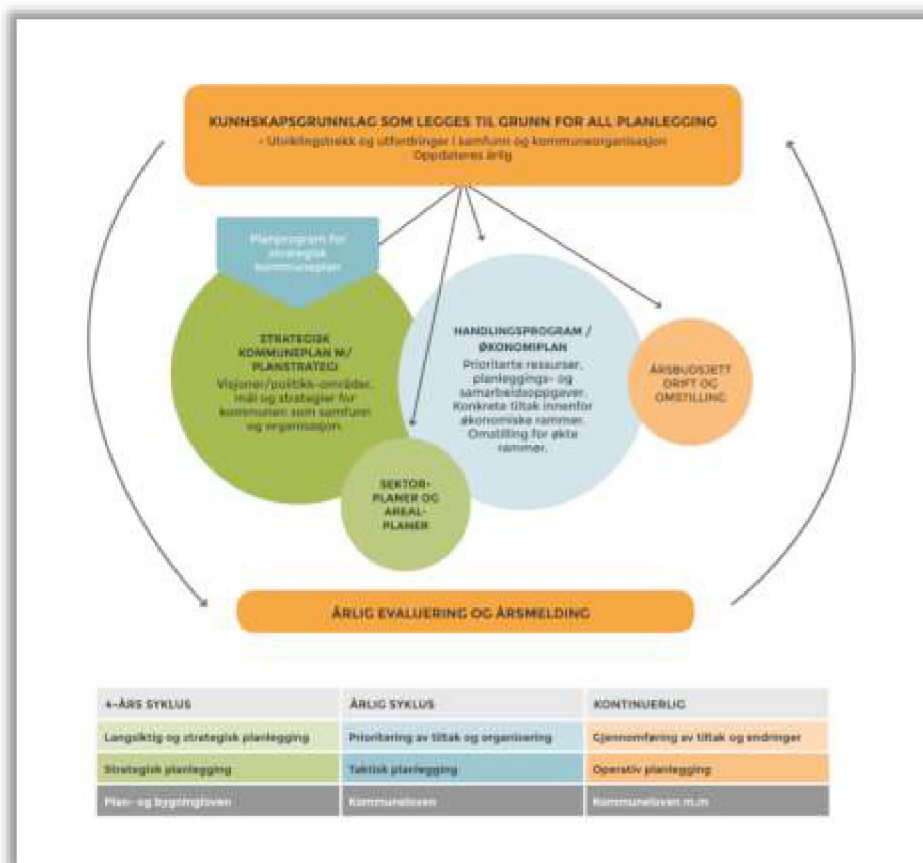 KUNNSKAPSGRUNNLAG SOM LEGGES TIL GRUNN FOR ALL PLANLEGGING
- Utviklingstrekk og utfordringer i samfunn og kommuneorganisasjon
Oppdateres årlig
Planprogram for
strategisk
kommuneplan
STRATEGISK
KOMMUNEPLAN M/
PLANSTRATEGI
Visjoner/politikk-områder,
mål og strategier for
kommunen som samfunn
og organisasjon.
HANDLINGSPROGRAM /
ØKONOMIPLAN
Prioriterte ressurser,
planleggings- og
samarbeidsoppgaver.
Konkrete tiltak innenfor
økonomiske rammer.
Omstilling for økte
rammer.
ÅRSBUDSJETT
DRIFT OG
OMSTILLING
SEKTOR-
PLANER OG
AREAL-
PLANER
ÅRLIG EVALUERING OG ÅRSMELDING
4-ÅRS SYKLUS ÅRLIG SYKLUS KONTINUERLIG
Langsiktig og strategisk planlegging Prioritering av tiltak og organisering Gjennomføring av tiltak og endringer
Strategisk planlegging Taktisk planlegging Operativ planlegging
Plan- og bygningloven Kommuneloven Kommuneloven m.m